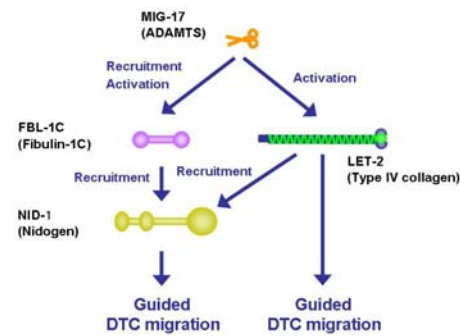 MIG-17
(ADAMTS)
Recruitment
Activation
Activation
FBL-1C
(Fibulin-1C)
LET-2
(Type IV collagen)
Recruitment
Recruitment
NID-1
(Nidogen)
Guided
DTC migration
Guided
DTC migration